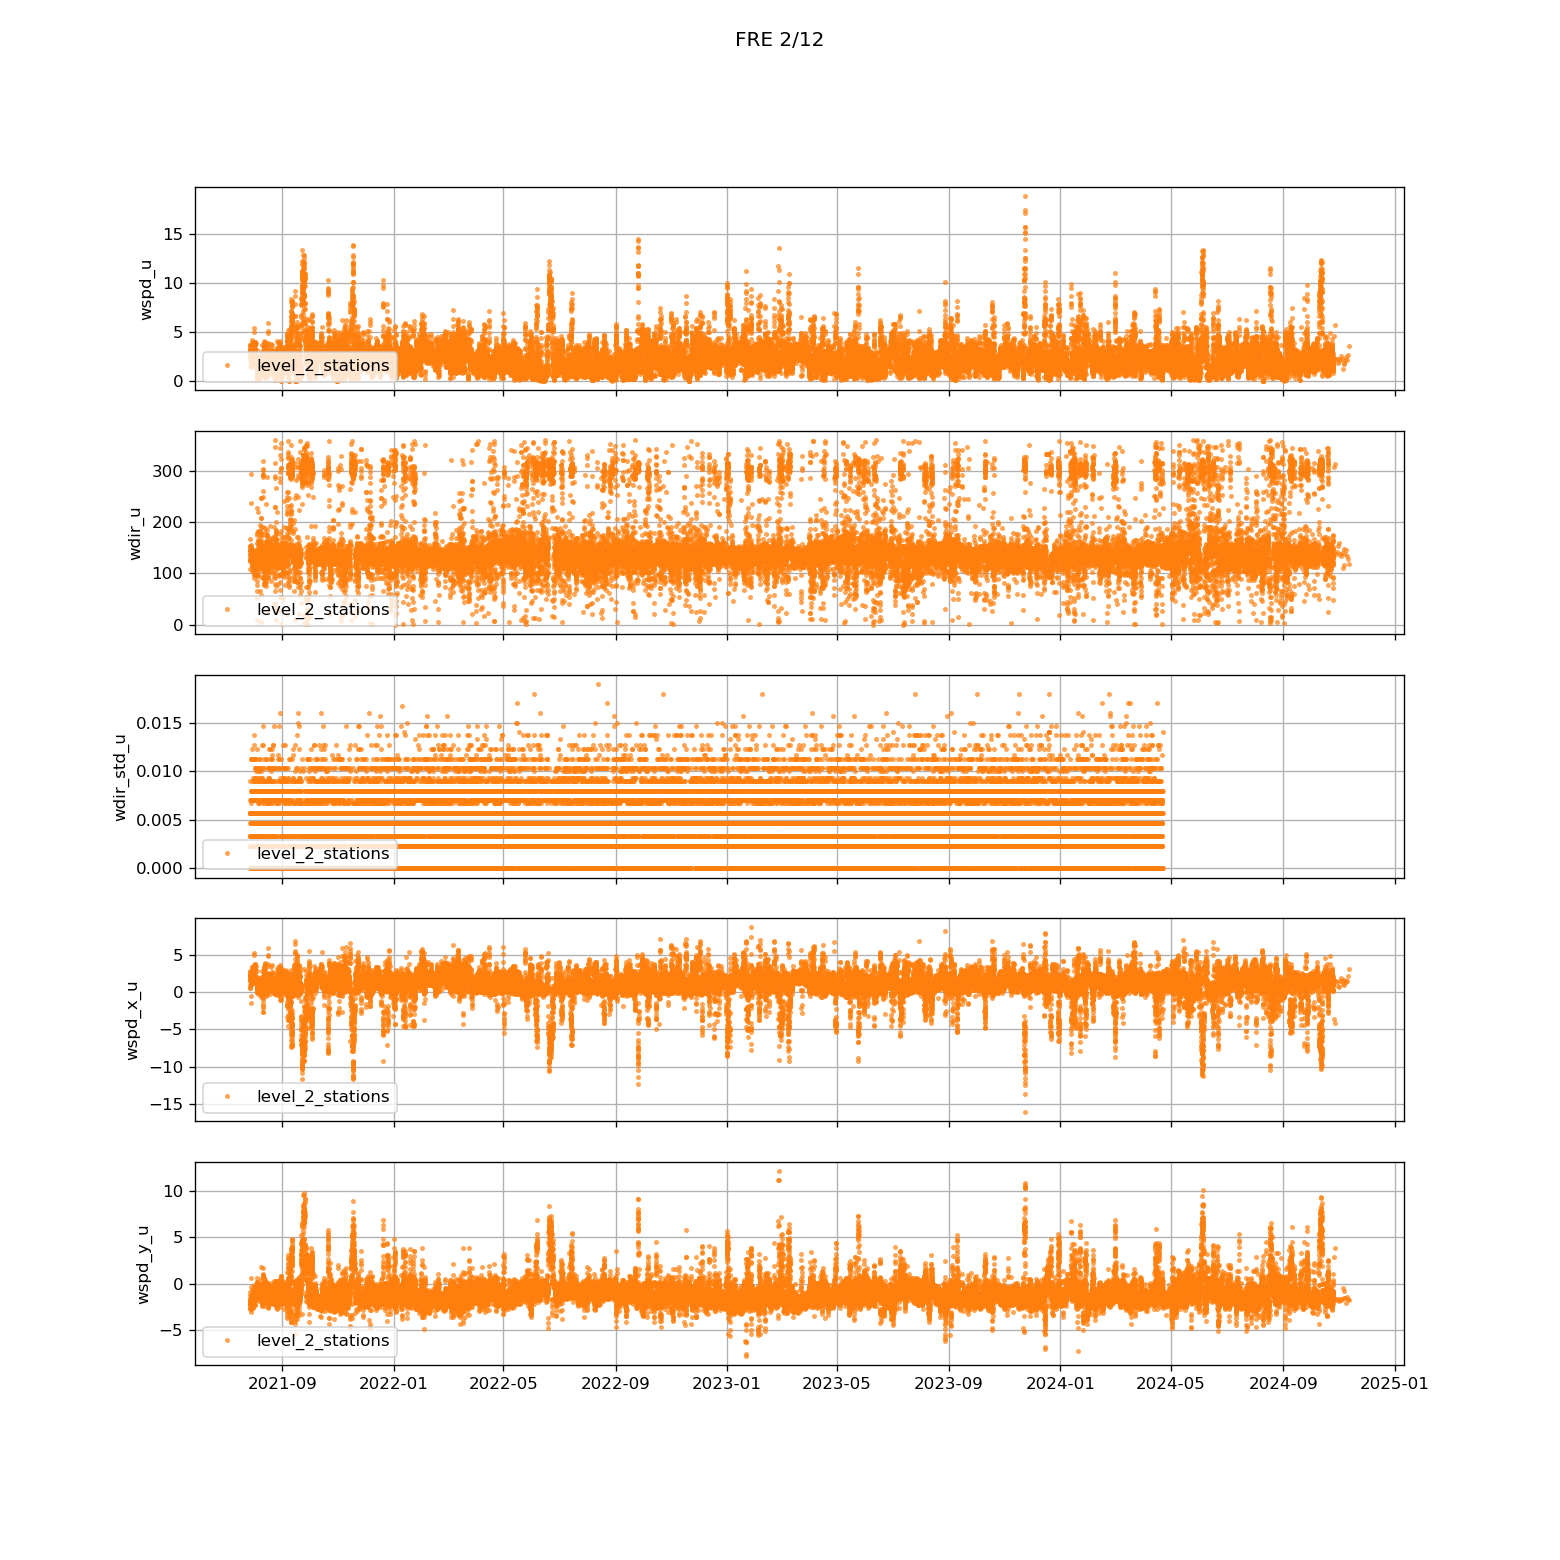 FRE 2/12
wspd_u
15
10
5
0
level_2_stations
wdir_u
300
200
100
0
level_2_stations
wdir_std_u
0.015
0.010
0.005
0.000
level_2_stations
wspd_x_u
5
0
−5
−10
−15
level_2_stations
wspd_y_u
10
5
0
−5
level_2_stations
2021-09 2022-01 2022-05 2022-09 2023-01 2023-05 2023-09 2024-01 2024-05 2024-09 2025-01